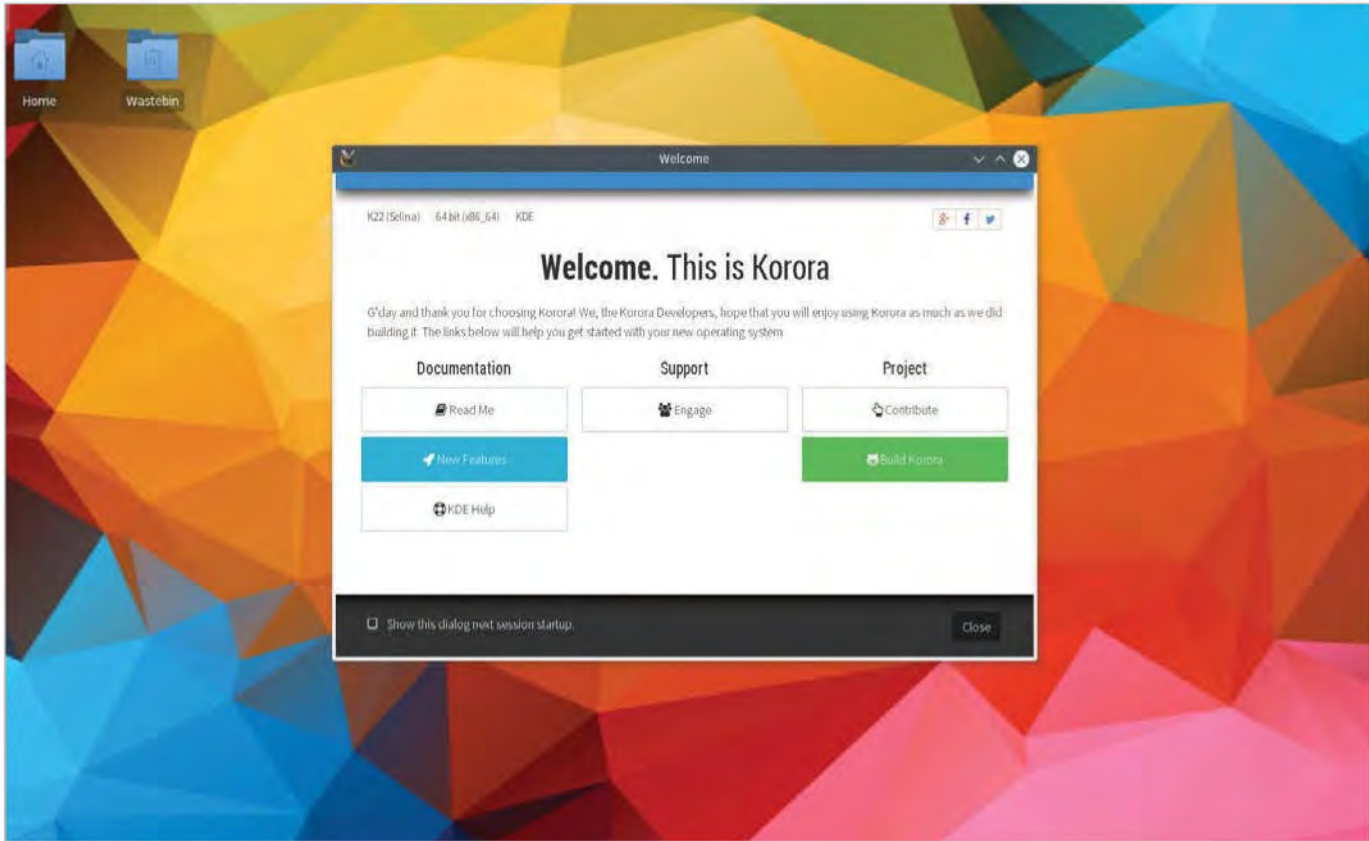 Home
Wastebin
Welcome
K22 (Selina) 64 bit (x86_64) KDE
Welcome. This is Korora
G'day and thank you for choosing Korora! We, the Korora Developers, hope that you will enjoy using Korora as much as we did
building it. The links below will help you get started with your new operating system
Documentation
Support
Project
Read Me
Engage
Contribute
New Features
Build Korora
KDE Help
Show this dialog next session startup.
Close